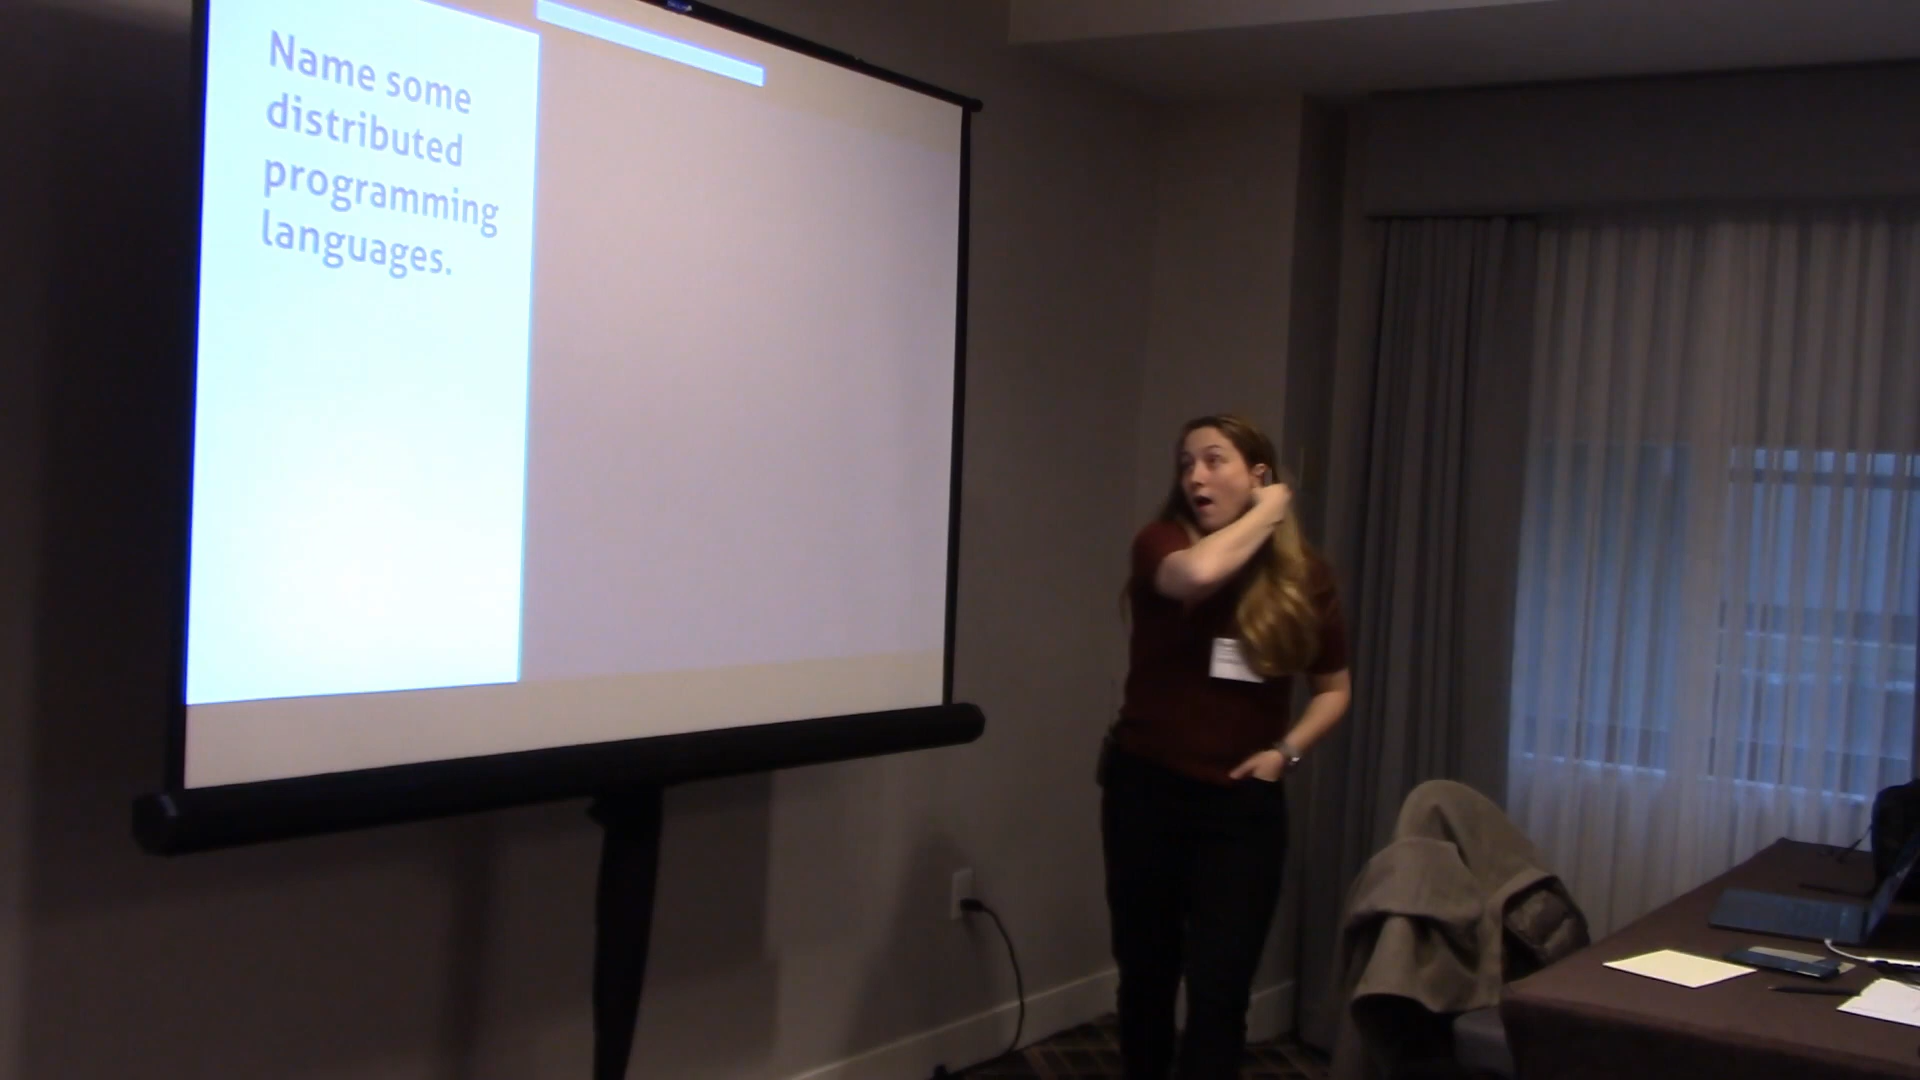 Name some
distributed
programming
languages.